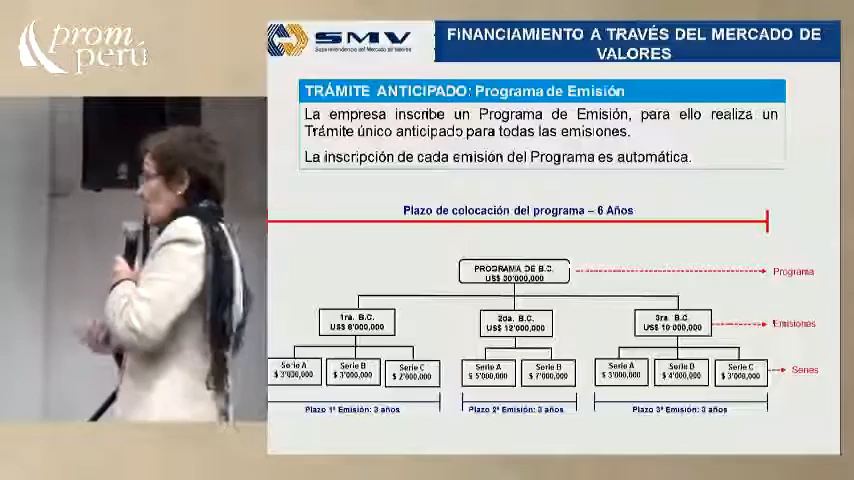 prom
perú
SMV
Superintendencia del Mercado de Valores
FINANCIAMIENTO A TRAVÉS DEL MERCADO DE
VALORES
TRÁMITE ANTICIPADO: Programa de Emisión
La empresa inscribe un Programa de Emisión, para ello realiza un
Trámite único anticipado para todas las emisiones.
La inscripción de cada emisión del Programa es automática.
Plazo de colocación del programa – 6 Años
PROGRAMA DE B.C.
US$ 30'000,000
Programa
1ra. B.C.
US$ 8'000,000
2da. B.C.
US$ 12'000,000
3ra. B.C.
US$ 10'000,000
Emisiones
Serie A
$ 3'000,000
Serie B
$ 3'000,000
Serie C
$ 2'000,000
Serie A
$ 5'000,000
Serie B
$ 7'000,000
Serie A
$ 3'000,000
Serie B
$ 4'000,000
Serie C
$ 3'000,000
Series
Plazo 1ª Emisión: 3 años
Plazo 2ª Emisión: 3 años
Plazo 3ª Emisión: 3 años